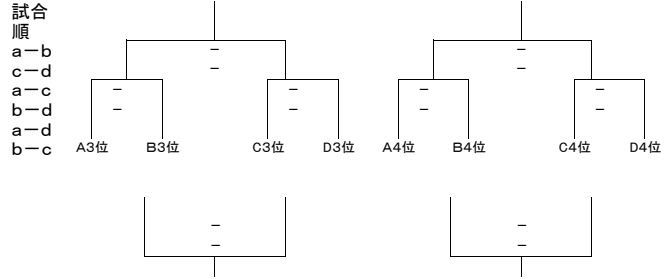 試合
順
a－b
c－d
a－c
b－d
a－d
b－c
－ －
－ －
－ － － －
－ － － －
A3位 B3位 C3位 D3位 A4位 B4位 C4位 D4位
－ －
－ －